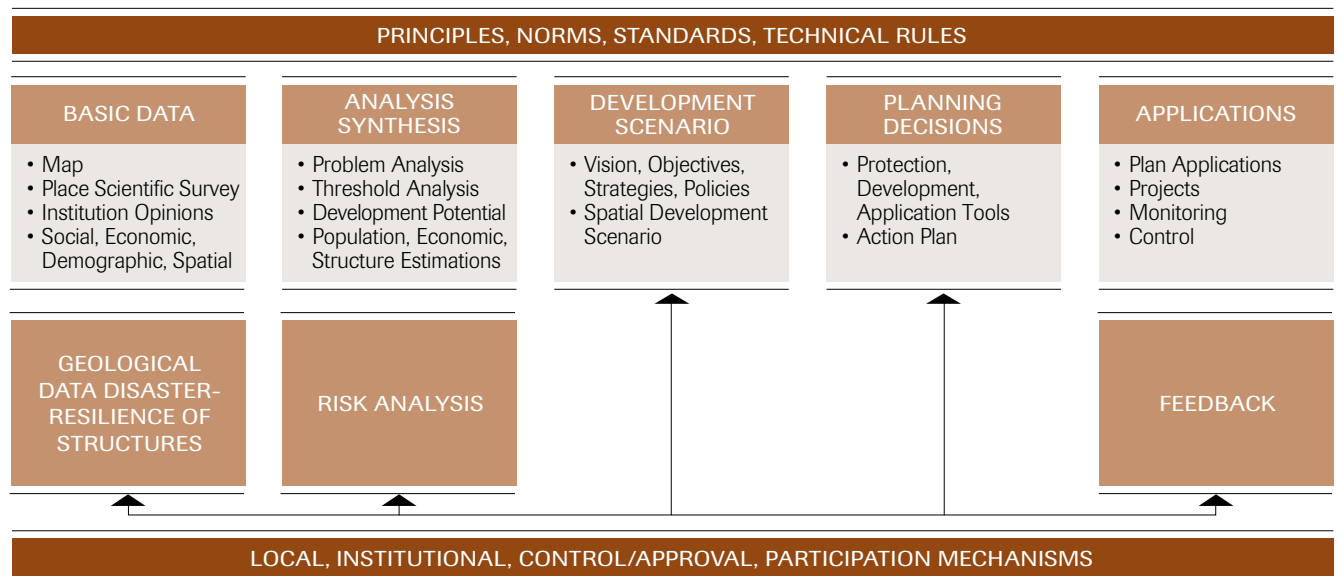 PRINCIPLES, NORMS, STANDARDS, TECHNICAL RULES
BASIC DATA
• Map
• Place Scientific Survey
• Institution Opinions
• Social, Economic,
Demographic, Spatial
ANALYSIS
SYNTHESIS
• Problem Analysis
• Threshold Analysis
• Development Potential
• Population, Economic,
Structure Estimations
DEVELOPMENT
SCENARIO
• Vision, Objectives,
Strategies, Policies
• Spatial Development
Scenario
PLANNING
DECISIONS
• Protection,
Development,
Application Tools
• Action Plan
APPLICATIONS
• Plan Applications
• Projects
• Monitoring
• Control
GEOLOGICAL
DATA DISASTER-
RESILIENCE OF
STRUCTURES
RISK ANALYSIS
FEEDBACK
LOCAL, INSTITUTIONAL, CONTROL/APPROVAL, PARTICIPATION MECHANISMS